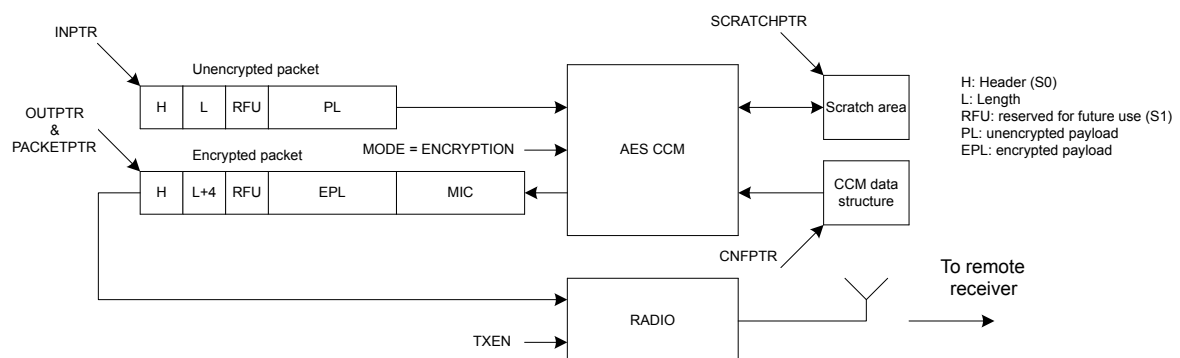 SCRATCHPTR
INPTR
Unencrypted packet
H L RFU PL
H: Header (S0)
L: Length
RFU: reserved for future use (S1)
PL: unencrypted payload
EPL: encrypted payload
Scratch area
OUTPTR
&
PACKETPTR
MODE = ENCRYPTION
AES CCM
Encrypted packet
H L+4 RFU EPL MIC
CCM data
structure
CNFPTR
To remote
receiver
RADIO
TXEN